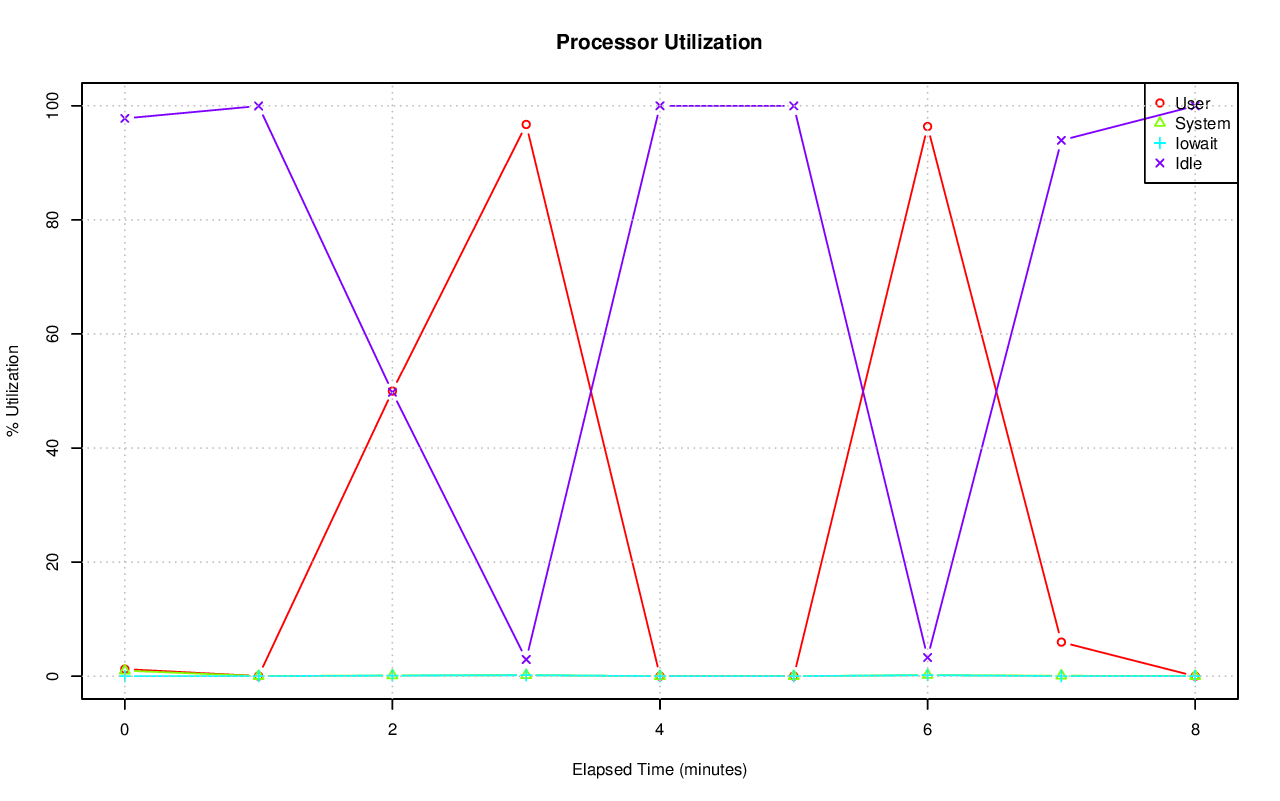 Processor Utilization
User
System
Iowait
Idle
100
80
60
40
20
0
% Utilization
0 2 4 6 8
Elapsed Time (minutes)